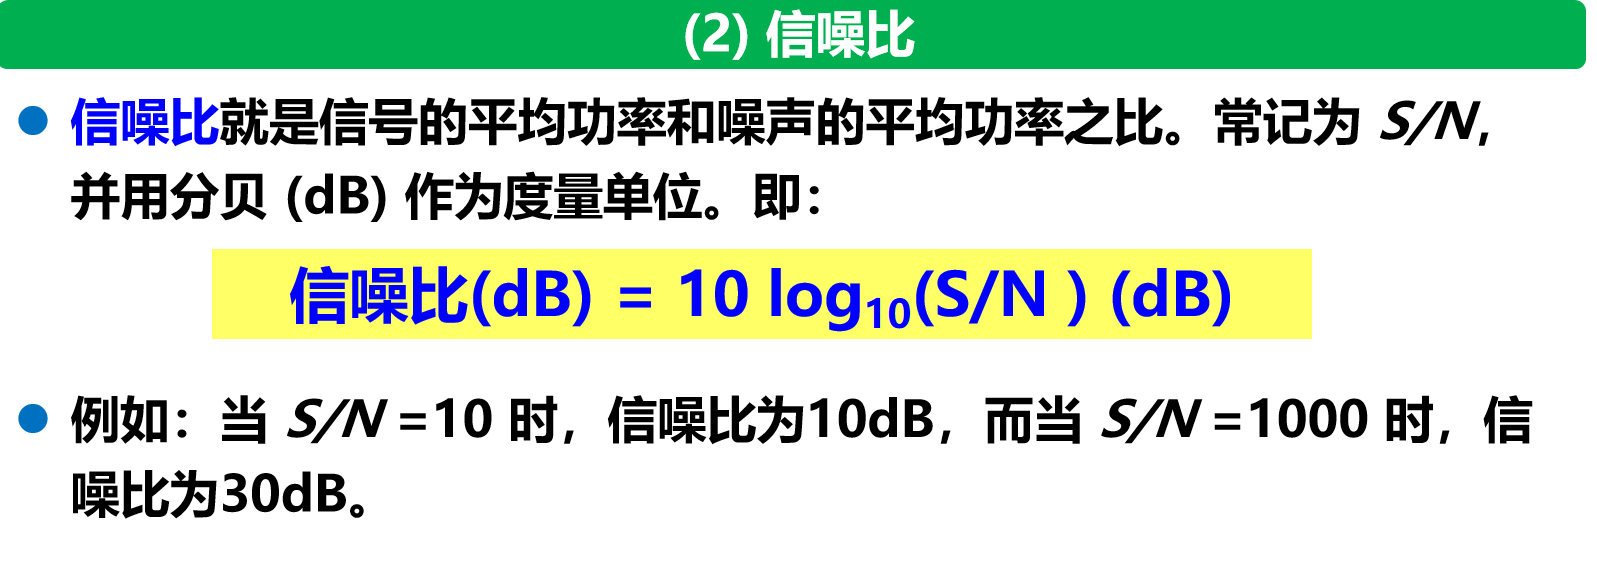 (2) 信噪比
信噪比就是信号的平均功率和噪声的平均功率之比。常记为 S/N，
并用分贝 (dB) 作为度量单位。即：
信噪比(dB) = 10 log₁₀(S/N ) (dB)
例如：当 S/N =10 时，信噪比为10dB，而当 S/N =1000 时，信
噪比为30dB。